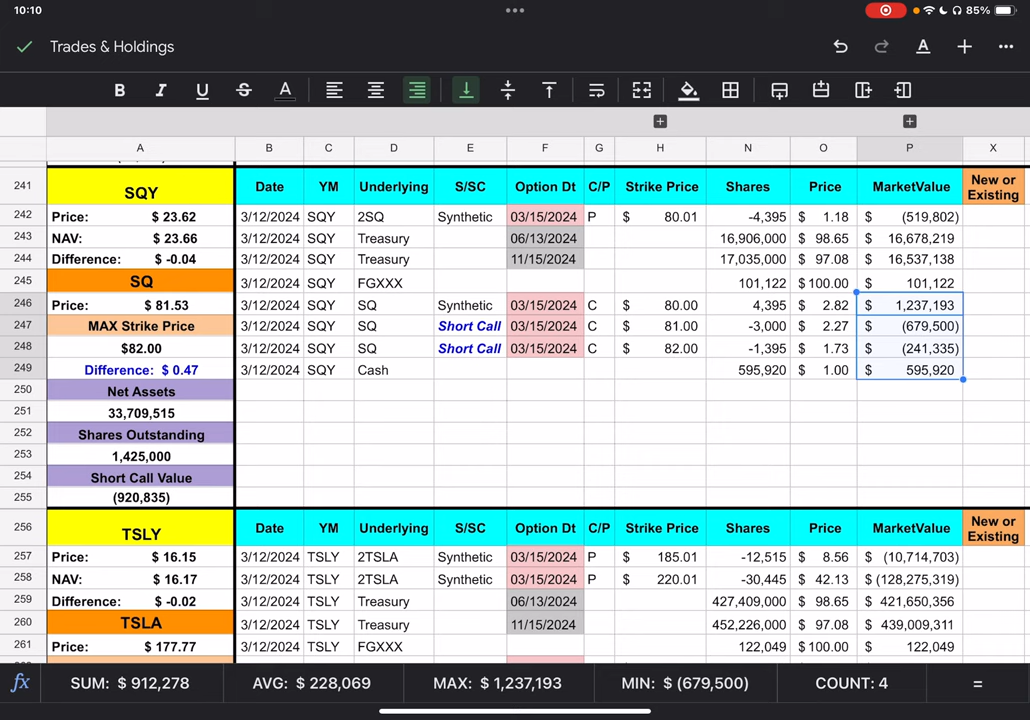 10:10 85%
Trades & Holdings
B I U S A
A B C D E F G H N O P X
241 SQY Date YM Underlying S/SC Option Dt C/P Strike Price Shares Price MarketValue New or Existing
242 Price: $ 23.62 3/12/2024 SQY 2SQ Synthetic 03/15/2024 P $ 80.01 -4,395 $ 1.18 $ (519,802)
243 NAV: $ 23.66 3/12/2024 SQY Treasury 06/13/2024 16,906,000 $ 98.65 $ 16,678,219
244 Difference: $ -0.04 3/12/2024 SQY Treasury 11/15/2024 17,035,000 $ 97.08 $ 16,537,138
245 SQ 3/12/2024 SQY FGXXX 101,122 $100.00 $ 101,122
246 Price: $ 81.53 3/12/2024 SQY SQ Synthetic 03/15/2024 C $ 80.00 4,395 $ 2.82 $ 1,237,193
247 MAX Strike Price 3/12/2024 SQY SQ Short Call 03/15/2024 C $ 81.00 -3,000 $ 2.27 $ (679,500)
248 $82.00 3/12/2024 SQY SQ Short Call 03/15/2024 C $ 82.00 -1,395 $ 1.73 $ (241,335)
249 Difference: $ 0.47 3/12/2024 SQY Cash 595,920 $ 1.00 $ 595,920
250 Net Assets
251 33,709,515
252 Shares Outstanding
253 1,425,000
254 Short Call Value
255 (920,835)
256 TSLY Date YM Underlying S/SC Option Dt C/P Strike Price Shares Price MarketValue New or Existing
257 Price: $ 16.15 3/12/2024 TSLY 2TSLA Synthetic 03/15/2024 P $ 185.01 -12,515 $ 8.56 $ (10,714,703)
258 NAV: $ 16.17 3/12/2024 TSLY 2TSLA Synthetic 03/15/2024 P $ 220.01 -30,445 $ 42.13 $ (128,275,319)
259 Difference: $ -0.02 3/12/2024 TSLY Treasury 06/13/2024 427,409,000 $ 98.65 $ 421,650,356
260 TSLA 3/12/2024 TSLY Treasury 11/15/2024 452,226,000 $ 97.08 $ 439,009,311
261 Price: $ 177.77 3/12/2024 TSLY FGXXX 122,049 $100.00 $ 122,049
fx SUM: $ 912,278 AVG: $ 228,069 MAX: $ 1,237,193 MIN: $ (679,500) COUNT: 4 =